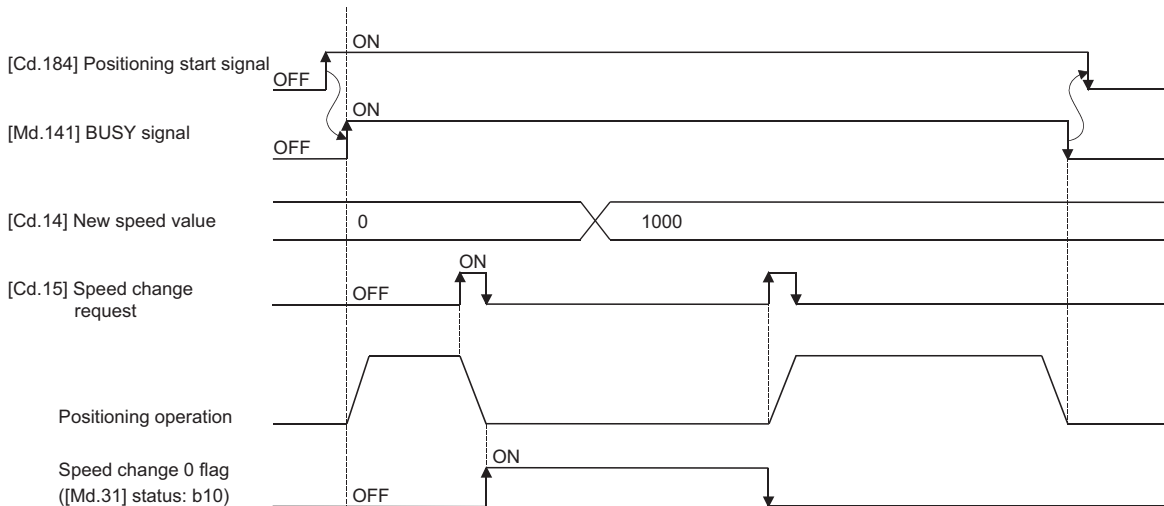 ON
[Cd.184] Positioning start signal
OFF
ON
[Md.141] BUSY signal
OFF
[Cd.14] New speed value
0
1000
ON
[Cd.15] Speed change
request
OFF
Positioning operation
ON
Speed change 0 flag
([Md.31] status: b10)
OFF